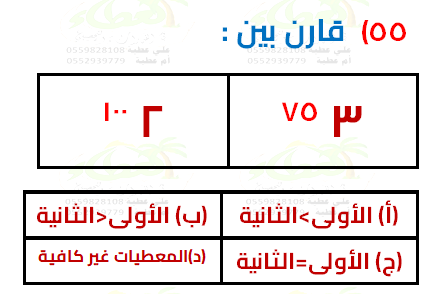 ٥٥) قارن بين :
٣ ٧٥
٢ ١٠٠
(أ) الأولى>الثانية
(ب) الأولى<الثانية
(ج) الأولى=الثانية
(د)المعطيات غير كافية
علي عطية 0559828108
ام عطية 0552939779